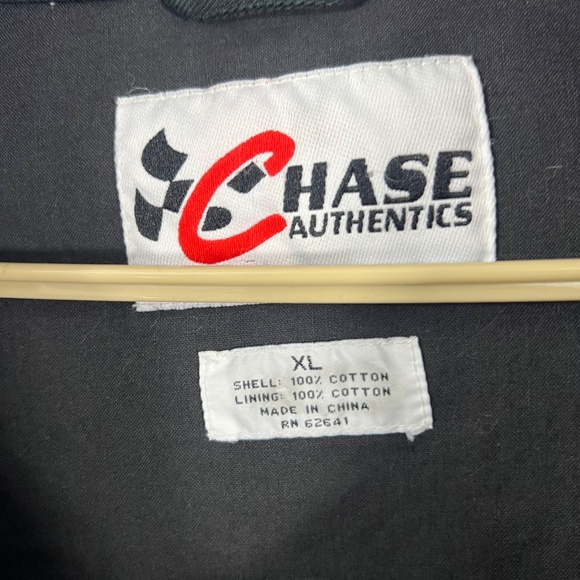 CHASE
AUTHENTICS
XL
SHELL: 100% COTTON
LINING: 100% COTTON
MADE IN CHINA
RN 62641